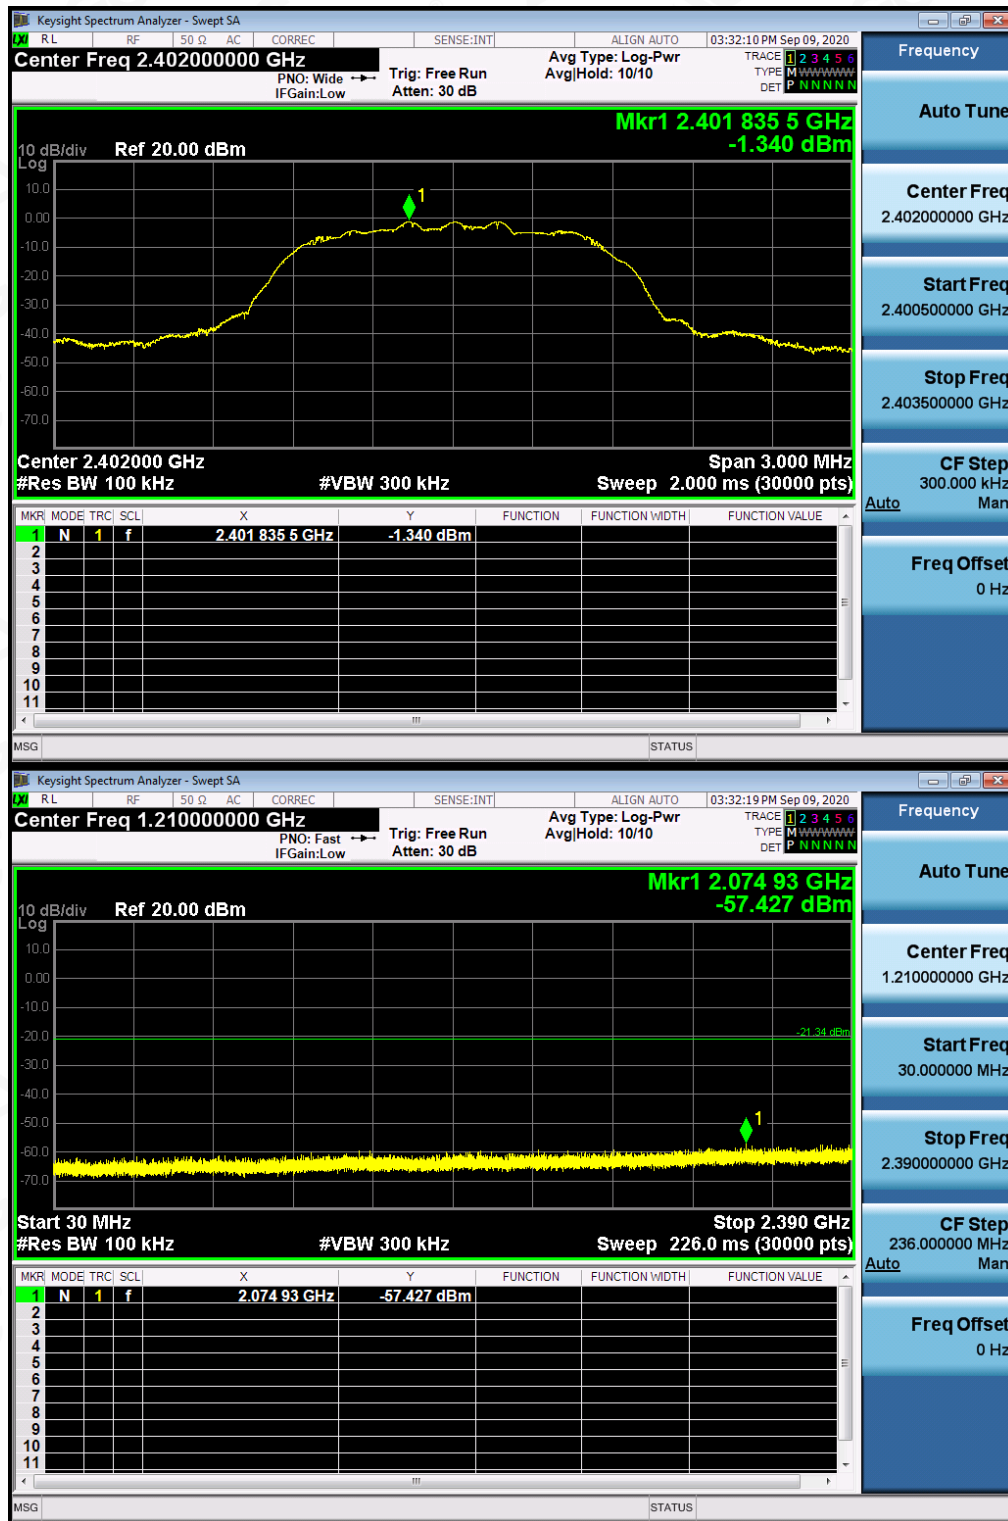 Keysight Spectrum Analyzer - Swept SA
LXI RL RF 50 Ω AC CORREC SENSE:INT ALIGN AUTO 03:32:10 PM Sep 09, 2020
Center Freq 2.402000000 GHz Avg Type: Log-Pwr TRACE 1 2 3 4 5 6
PNO: Wide Trig: Free Run Avg|Hold: 10/10 TYPE M WWWWW
IFGain:Low Atten: 30 dB DET P N N N N N
Mkr1 2.401 835 5 GHz
10 dB/div Ref 20.00 dBm -1.340 dBm
Log
10.0
1
0.00
-10.0
-20.0
-30.0
-40.0
-50.0
-60.0
-70.0
Center 2.402000 GHz Span 3.000 MHz
#Res BW 100 kHz #VBW 300 kHz Sweep 2.000 ms (30000 pts)
MKR MODE TRC SCL X Y FUNCTION FUNCTION WIDTH FUNCTION VALUE
1 N 1 f 2.401 835 5 GHz -1.340 dBm
2
3
4
5
6
7
8
9
10
11
MSG STATUS
Frequency
Auto Tune
Center Freq
2.402000000 GHz
Start Freq
2.400500000 GHz
Stop Freq
2.403500000 GHz
CF Step
300.000 kHz
Auto Man
Freq Offset
0 Hz
Keysight Spectrum Analyzer - Swept SA
LXI RL RF 50 Ω AC CORREC SENSE:INT ALIGN AUTO 03:32:19 PM Sep 09, 2020
Center Freq 1.210000000 GHz Avg Type: Log-Pwr TRACE 1 2 3 4 5 6
PNO: Fast Trig: Free Run Avg|Hold: 10/10 TYPE M WWWWW
IFGain:Low Atten: 30 dB DET P N N N N N
Mkr1 2.074 93 GHz
10 dB/div Ref 20.00 dBm -57.427 dBm
Log
10.0
0.00
-10.0
-20.0 -21.34 dBm
-30.0
-40.0
-50.0
1
-60.0
-70.0
Start 30 MHz Stop 2.390 GHz
#Res BW 100 kHz #VBW 300 kHz Sweep 226.0 ms (30000 pts)
MKR MODE TRC SCL X Y FUNCTION FUNCTION WIDTH FUNCTION VALUE
1 N 1 f 2.074 93 GHz -57.427 dBm
2
3
4
5
6
7
8
9
10
11
MSG STATUS
Frequency
Auto Tune
Center Freq
1.210000000 GHz
Start Freq
30.000000 MHz
Stop Freq
2.390000000 GHz
CF Step
236.000000 MHz
Auto Man
Freq Offset
0 Hz